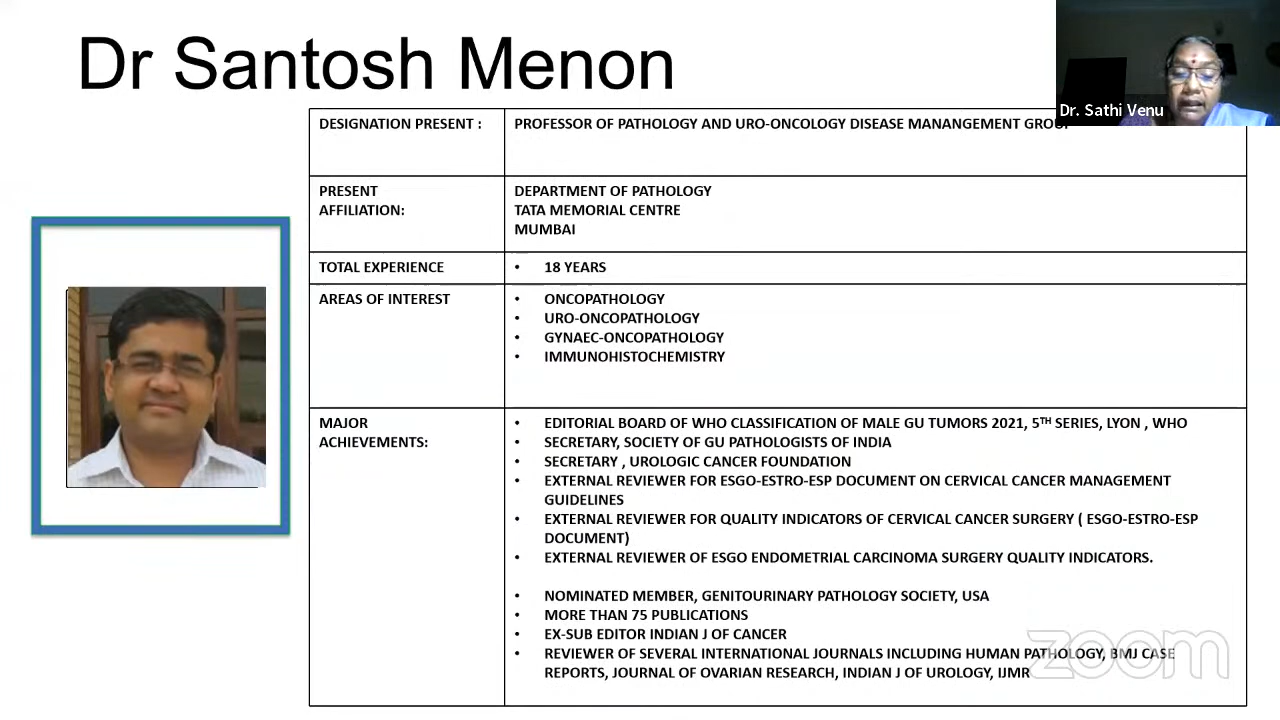 Dr Santosh Menon
Dr. Sathi Venu
DESIGNATION PRESENT :
PROFESSOR OF PATHOLOGY AND URO-ONCOLOGY DISEASE MANANGEMENT GROUP
PRESENT
AFFILIATION:
DEPARTMENT OF PATHOLOGY
TATA MEMORIAL CENTRE
MUMBAI
TOTAL EXPERIENCE
• 18 YEARS
AREAS OF INTEREST
• ONCOPATHOLOGY
• URO-ONCOPATHOLOGY
• GYNAEC-ONCOPATHOLOGY
• IMMUNOHISTOCHEMISTRY
MAJOR
ACHIEVEMENTS:
• EDITORIAL BOARD OF WHO CLASSIFICATION OF MALE GU TUMORS 2021, 5TH SERIES, LYON , WHO
• SECRETARY, SOCIETY OF GU PATHOLOGISTS OF INDIA
• SECRETARY , UROLOGIC CANCER FOUNDATION
• EXTERNAL REVIEWER FOR ESGO-ESTRO-ESP DOCUMENT ON CERVICAL CANCER MANAGEMENT
GUIDELINES
• EXTERNAL REVIEWER FOR QUALITY INDICATORS OF CERVICAL CANCER SURGERY ( ESGO-ESTRO-ESP
DOCUMENT)
• EXTERNAL REVIEWER OF ESGO ENDOMETRIAL CARCINOMA SURGERY QUALITY INDICATORS.
• NOMINATED MEMBER, GENITOURINARY PATHOLOGY SOCIETY, USA
• MORE THAN 75 PUBLICATIONS
• EX-SUB EDITOR INDIAN J OF CANCER
• REVIEWER OF SEVERAL INTERNATIONAL JOURNALS INCLUDING HUMAN PATHOLOGY, BMJ CASE
REPORTS, JOURNAL OF OVARIAN RESEARCH, INDIAN J OF UROLOGY, IJMR
zoom